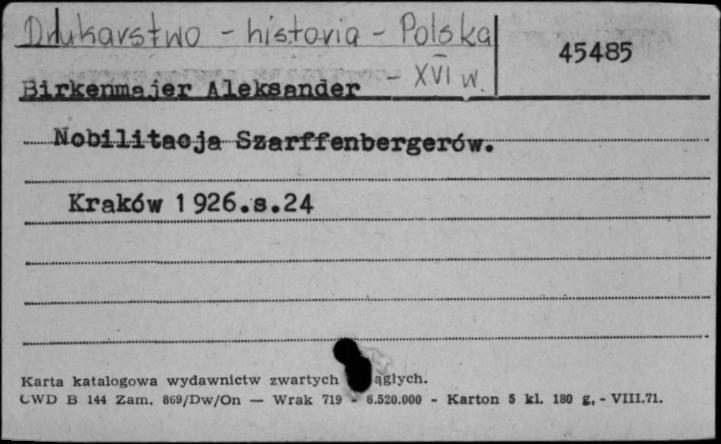 Drukarstwo - historia - Polska
45485
- XVI w.
Birkenmajer Aleksander
Nobilitacja Szarffenbergerów.
Kraków 1926.s.24
Karta katalogowa wydawnictw zwartych
CWD B 144 Zam. 869/Dw/On — Wrak 719 - 6.520.000 - Karton 5 kl. 180 g, - VIII.71.